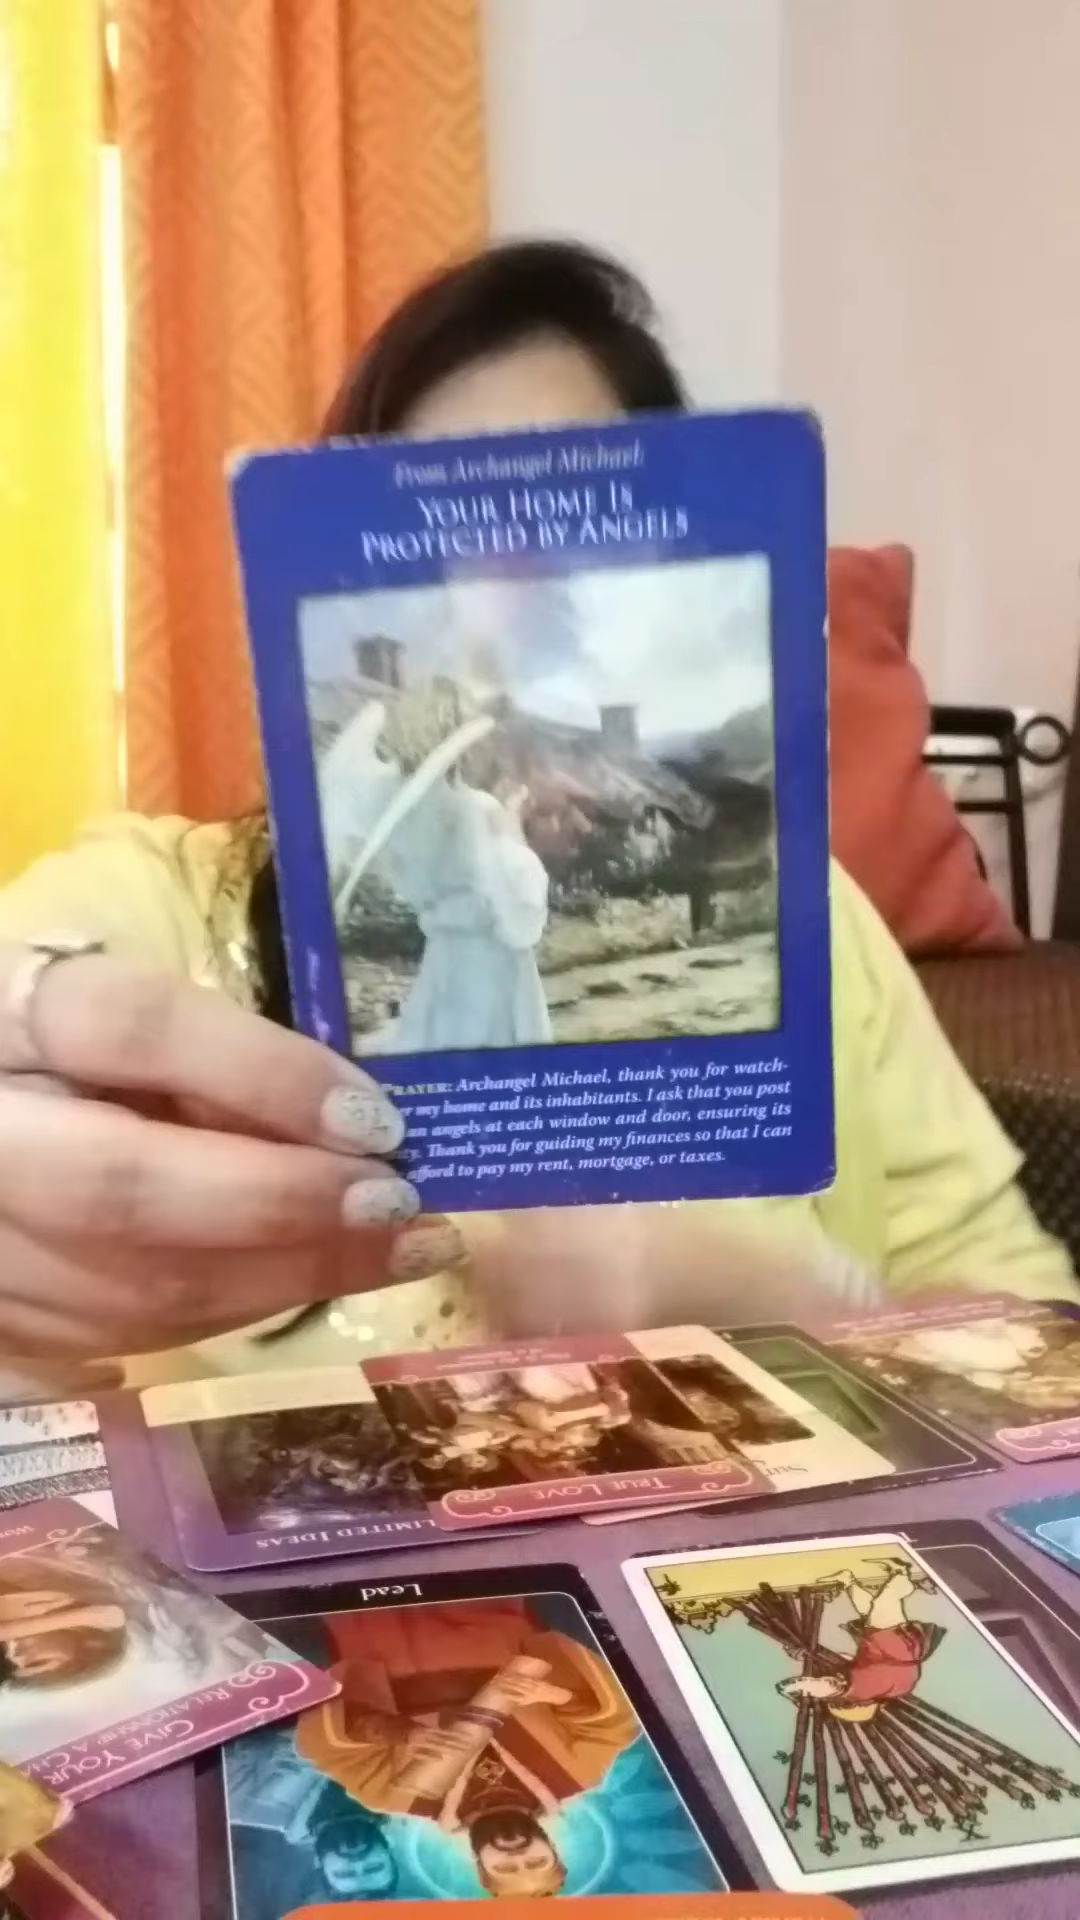 From Archangel Michael:
YOUR HOME IS
PROTECTED BY ANGELS
PRAYER: Archangel Michael, thank you for watch-
my home and its inhabitants. I ask that you post
angels at each window and door, ensuring its
Thank you for guiding my finances so that I can
afford to pay my rent, mortgage, or taxes.
TRUE LOVE
LIMITED IDEAS
Lead
GIVE YOUR
RELATIONSHIP A
X